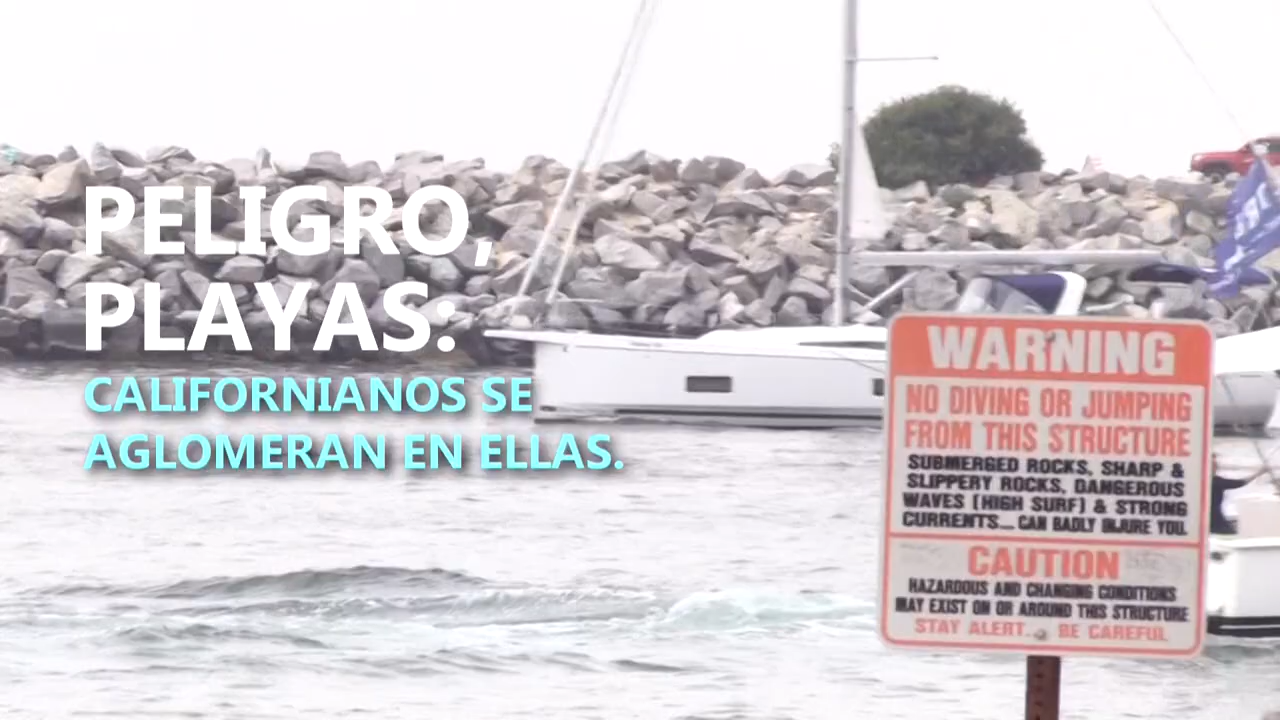 PELIGRO,
PLAYAS:
CALIFORNIANOS SE
AGLOMERAN EN ELLAS.
WARNING
NO DIVING OR JUMPING
FROM THIS STRUCTURE
SUBMERGED ROCKS, SHARP &
SLIPPERY ROCKS, DANGEROUS
WAVES (HIGH SURF) & STRONG
CURRENTS... CAN BADLY INJURE YOU.
CAUTION
HAZARDOUS AND CHANGING CONDITIONS
MAY EXIST ON OR AROUND THIS STRUCTURE
STAY ALERT. BE CAREFUL